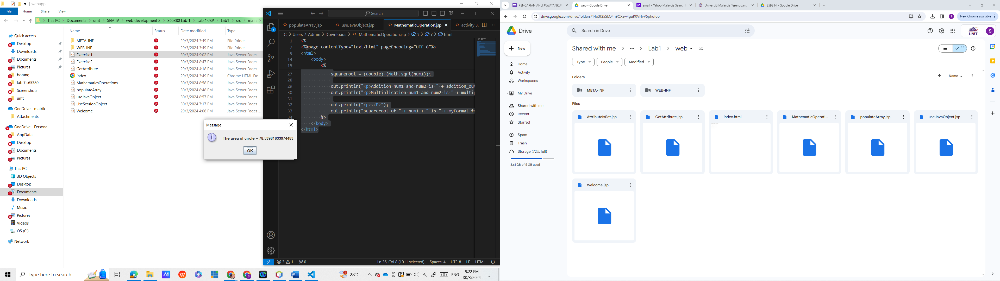 webapp
File
Home
Share
View
This PC
Documents
umt
SEM IV
web development 2
S65380 Lab 1
Lab 1-JSP
Lab1
src
main
Name
Status
Date modified
Type
Quick access
Desktop
Downloads
Documents
Pictures
borang
lab 7 s65380
Screenshots
umt
OneDrive - matrik
Attachments
OneDrive - Personal
AppData
Desktop
Documents
Pictures
This PC
3D Objects
Desktop
Documents
Downloads
Music
Pictures
Videos
OS (C:)
Network
META-INF 29/3/2024 3:49 PM File folder
WEB-INF 29/3/2024 3:49 PM File folder
Exercise1 30/3/2024 9:02 PM Java Server Pages ...
Exercise2 30/3/2024 8:47 PM Java Server Pages ...
GetAttribute 29/3/2024 4:18 PM Java Server Pages ...
index 29/3/2024 3:49 PM Chrome HTML Do...
MathematicsOperations 30/3/2024 8:58 PM Java Server Pages ...
populateArray 30/3/2024 8:48 PM Java Server Pages ...
useJavaObject 30/3/2024 8:57 PM Java Server Pages ...
UseSessionObject 30/3/2024 7:17 PM Java Server Pages ...
Welcome 29/3/2024 4:06 PM Java Server Pages ...
Message
The area of circle = 78.53981633974483
OK
Search
populateArray.jsp
useJavaObject.jsp
MathematicOperation.jsp
activity 3.
C: > Users > Admin > Downloads > MathematicOperation.jsp > ? > ? > html
4
1 <%--
7 <%@page contentType="text/html" pageEncoding="UTF-8"%>
9 <html>
14 <body>
15 <%
27 squareroot = (double) (Math.sqrt(num1));
28
29 out.println("<p>Addition num1 and num2 is " + addition_ou
30 out.println("<p>Multiplication num1 and num2 is " + multip
31
32 out.println("<p></P>");
33 out.println("squareroot of " + num1 + " is " + myFormat.fo
34 %>
</body>
</html>
3 1 0
Ln 36, Col 8 (1011 selected)
Spaces: 4
UTF-8
LF
HTML
Type here to search
28°C
ENG
9:22 PM
30/3/2024
PENCARIAN AHLI JAWATANKUA
web - Google Drive
email - Yahoo Malaysia Search
Universiti Malaysia Terengganu
S59314 - Google Drive
drive.google.com/drive/folders/14o3t25SkQ4h9OXzw4guR0VHvV5phofoo
New Chrome available
Drive
Search in Drive
UMT
S
New
Home
Activity
Workspaces
My Drive
Shared with me
Recent
Starred
Spam
Trash
Storage (72% full)
3.61 GB of 5 GB used
Shared with me > ... > Lab1 > web
Type
People
Modified
Folders
Name
META-INF
WEB-INF
Files
AttributeIsSet.jsp
GetAttribute.jsp
index.html
MathematicOperati...
populateArray.jsp
useJavaObject.jsp
Welcome.jsp